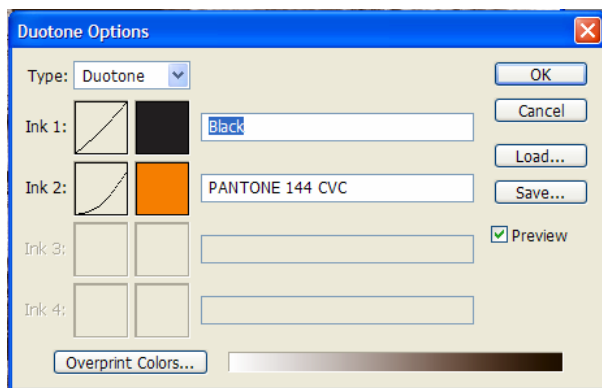 Duotone Options
Type: Duotone
OK
Ink 1: Black
Cancel
Load...
Ink 2: PANTONE 144 CVC
Save...
Preview
Ink 3:
Ink 4:
Overprint Colors...